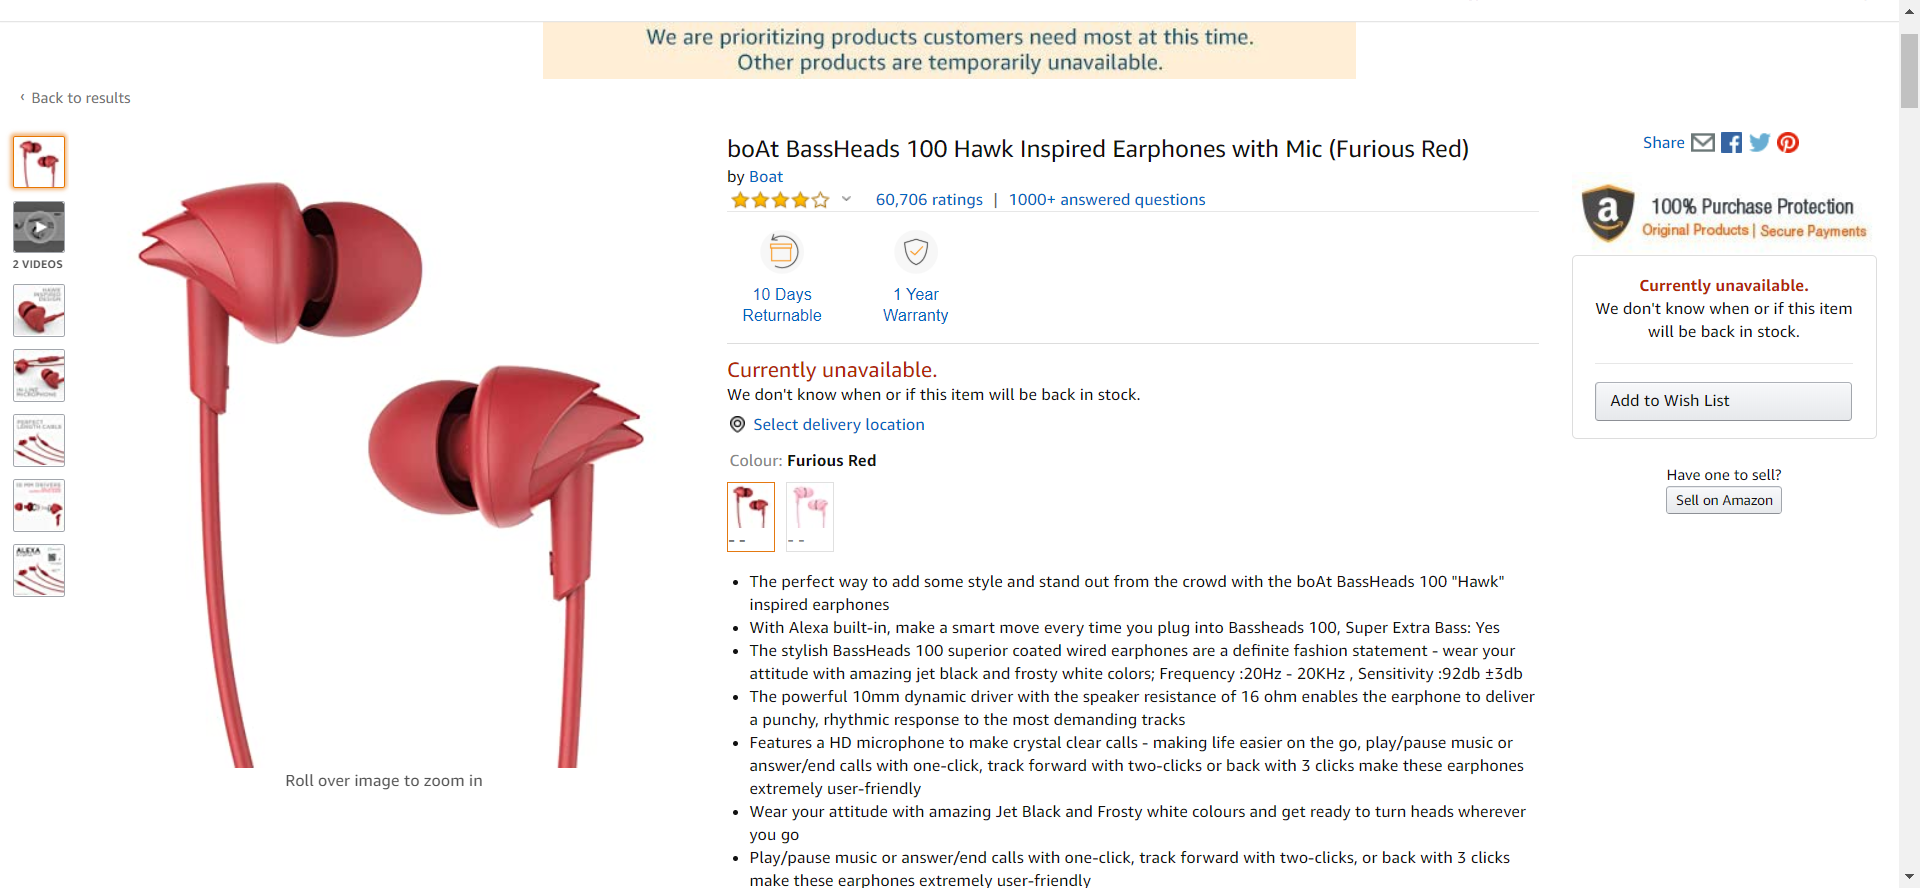 We are prioritizing products customers need most at this time.
Other products are temporarily unavailable.
‹ Back to results
2 VIDEOS
Roll over image to zoom in
boAt BassHeads 100 Hawk Inspired Earphones with Mic (Furious Red)
by Boat
60,706 ratings | 1000+ answered questions
10 Days
Returnable
1 Year
Warranty
Currently unavailable.
We don't know when or if this item will be back in stock.
Select delivery location
Colour: Furious Red
- -
- -
• The perfect way to add some style and stand out from the crowd with the boAt BassHeads 100 "Hawk"
inspired earphones
• With Alexa built-in, make a smart move every time you plug into Bassheads 100, Super Extra Bass: Yes
• The stylish BassHeads 100 superior coated wired earphones are a definite fashion statement - wear your
attitude with amazing jet black and frosty white colors; Frequency :20Hz - 20KHz , Sensitivity :92db ±3db
• The powerful 10mm dynamic driver with the speaker resistance of 16 ohm enables the earphone to deliver
a punchy, rhythmic response to the most demanding tracks
• Features a HD microphone to make crystal clear calls - making life easier on the go, play/pause music or
answer/end calls with one-click, track forward with two-clicks or back with 3 clicks make these earphones
extremely user-friendly
• Wear your attitude with amazing Jet Black and Frosty white colours and get ready to turn heads wherever
you go
• Play/pause music or answer/end calls with one-click, track forward with two-clicks, or back with 3 clicks
make these earphones extremely user-friendly
Share
100% Purchase Protection
Original Products | Secure Payments
Currently unavailable.
We don't know when or if this item
will be back in stock.
Add to Wish List
Have one to sell?
Sell on Amazon
ALEXA